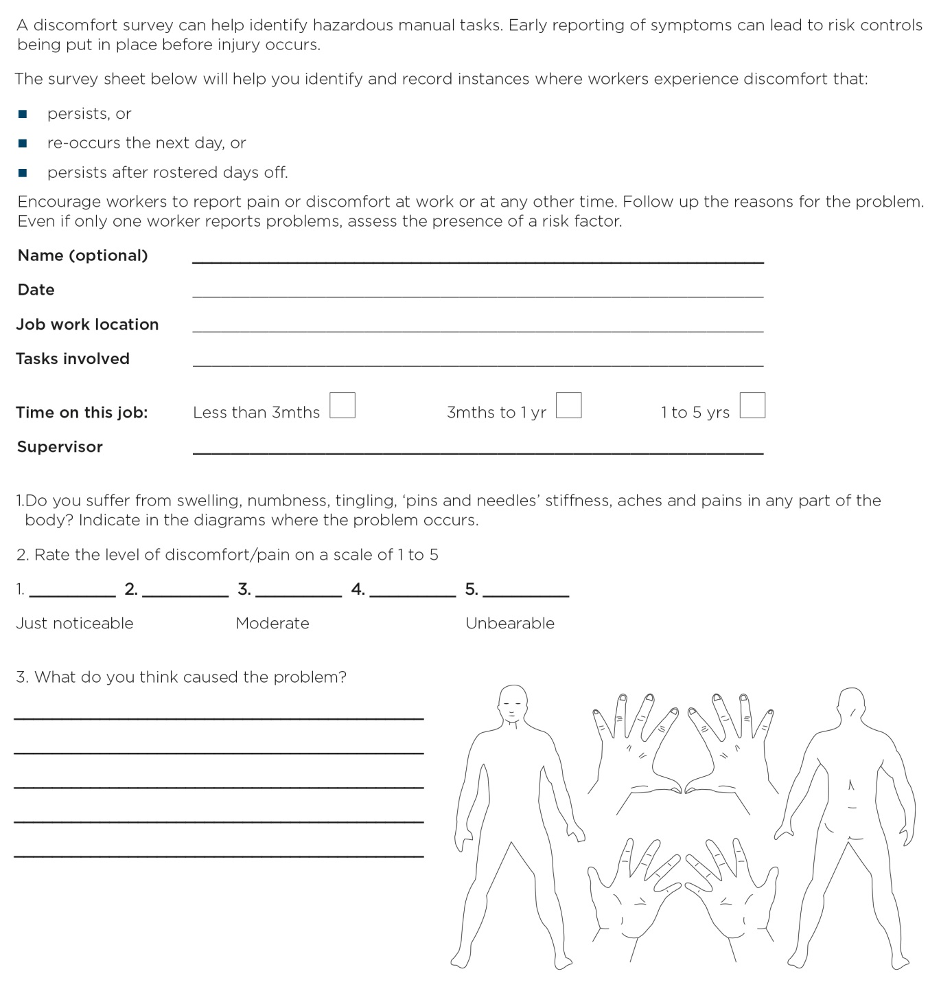 A discomfort survey can help identify hazardous manual tasks. Early reporting of symptoms can lead to risk controls
being put in place before injury occurs.
The survey sheet below will help you identify and record instances where workers experience discomfort that:
■ persists, or
■ re-occurs the next day, or
■ persists after rostered days off.
Encourage workers to report pain or discomfort at work or at any other time. Follow up the reasons for the problem.
Even if only one worker reports problems, assess the presence of a risk factor.
Name (optional)
Date
Job work location
Tasks involved
Time on this job: Less than 3mths 3mths to 1 yr 1 to 5 yrs
Supervisor
1.Do you suffer from swelling, numbness, tingling, ‘pins and needles’ stiffness, aches and pains in any part of the
body? Indicate in the diagrams where the problem occurs.
2. Rate the level of discomfort/pain on a scale of 1 to 5
1. 2. 3. 4. 5.
Just noticeable Moderate Unbearable
3. What do you think caused the problem?